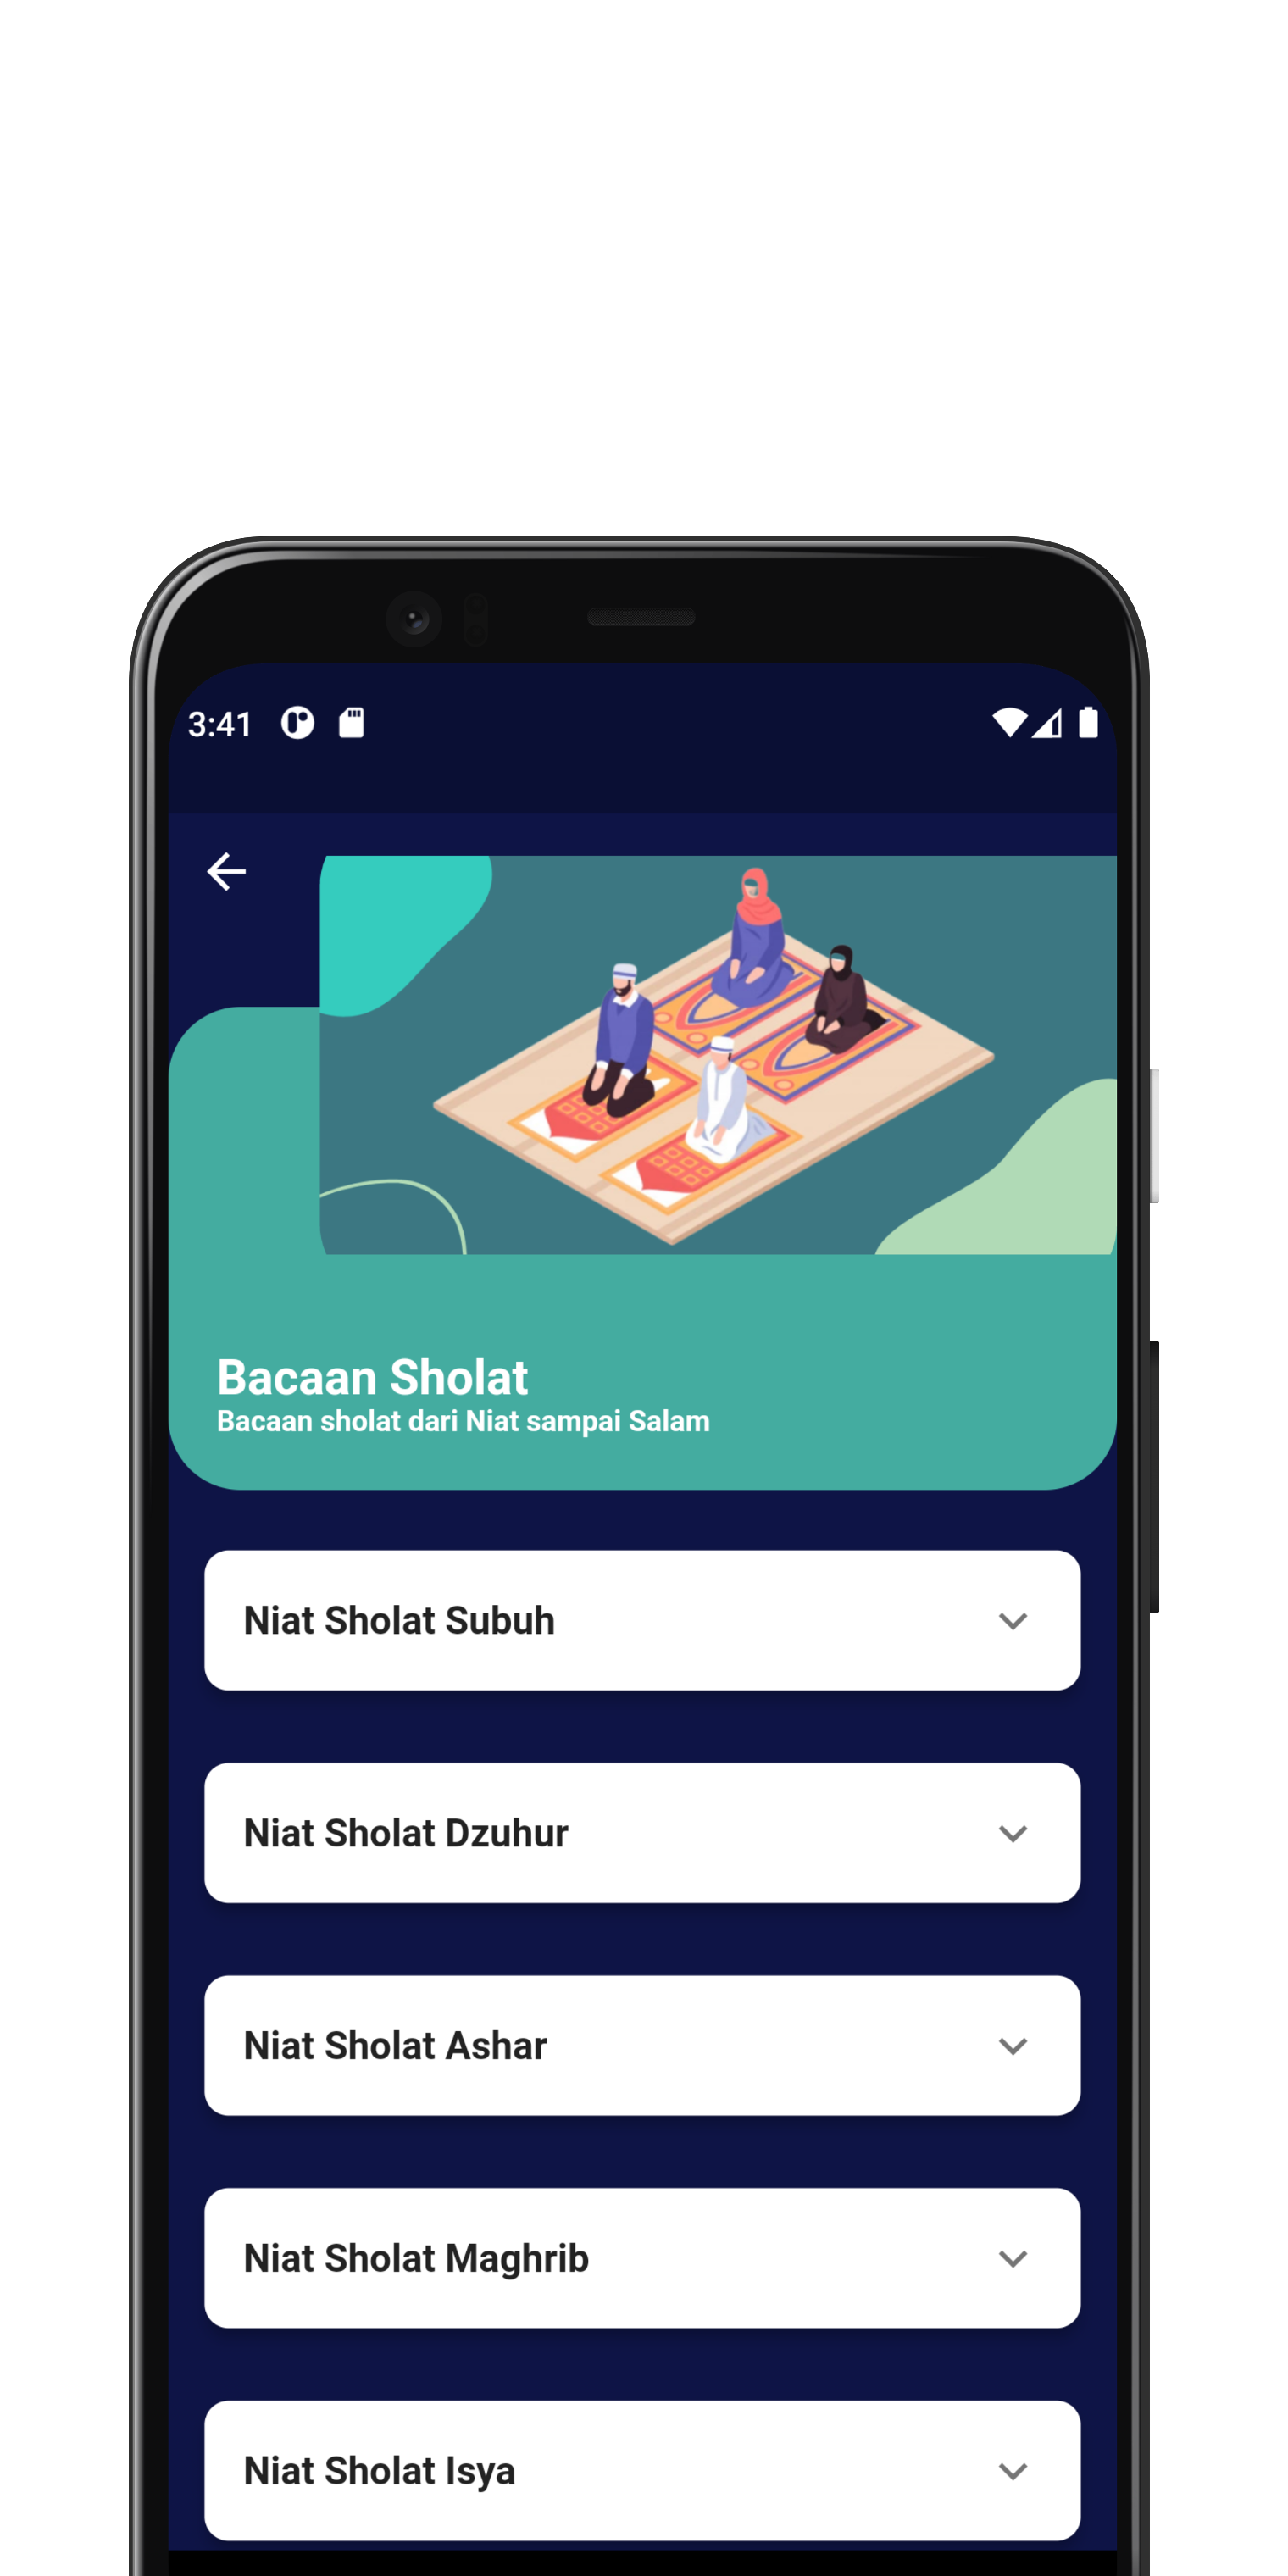 3:41
Bacaan Sholat
Bacaan sholat dari Niat sampai Salam
Niat Sholat Subuh
Niat Sholat Dzuhur
Niat Sholat Ashar
Niat Sholat Maghrib
Niat Sholat Isya